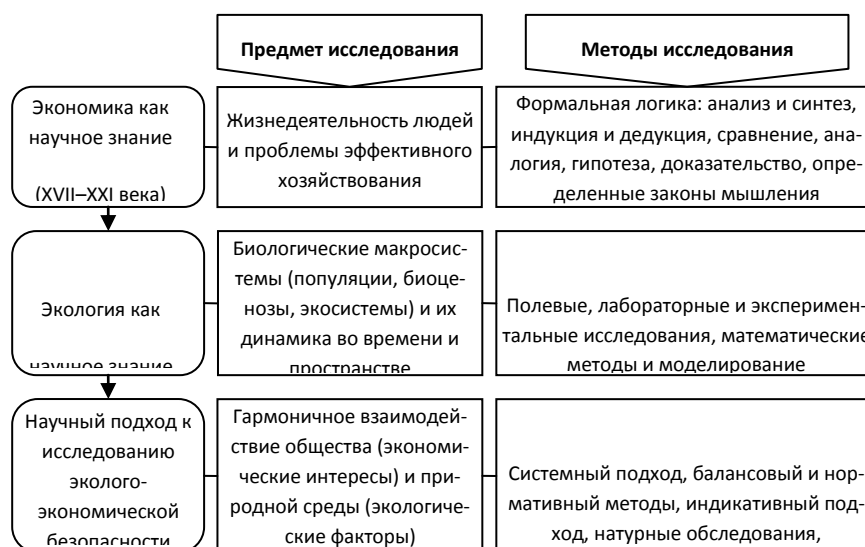 Предмет исследования
Методы исследования
Экономика как
научное знание
(XVII–XXI века)
Жизнедеятельность людей
и проблемы эффективного
хозяйствования
Формальная логика: анализ и синтез,
индукция и дедукция, сравнение, ана-
логия, гипотеза, доказательство, опре-
деленные законы мышления
Экология как
научное знание
Биологические макросис-
темы (популяции, биоце-
нозы, экосистемы) и их
динамика во времени и
пространстве
Полевые, лабораторные и эксперимен-
тальные исследования, математические
методы и моделирование
Научный подход к
исследованию
эколого-
экономической
безопасности
Гармоничное взаимодей-
ствие общества (экономи-
ческие интересы) и при-
родной среды (экологиче-
ские факторы)
Системный подход, балансовый и нор-
мативный методы, индикативный под-
ход, натурные обследования,